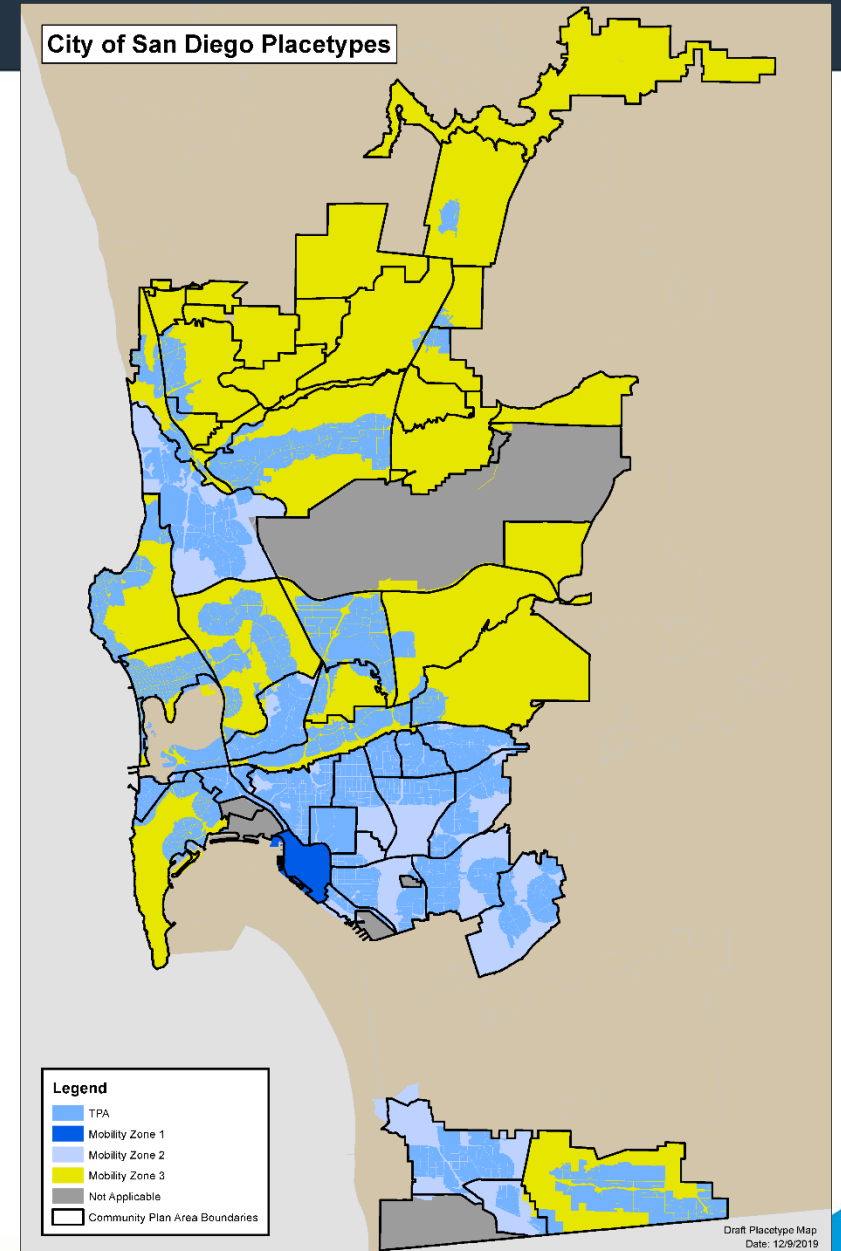 City of San Diego Placetypes
Legend
TPA
Mobility Zone 1
Mobility Zone 2
Mobility Zone 3
Not Applicable
Community Plan Area Boundaries
Draft Placetype Map
Date: 12/9/2019